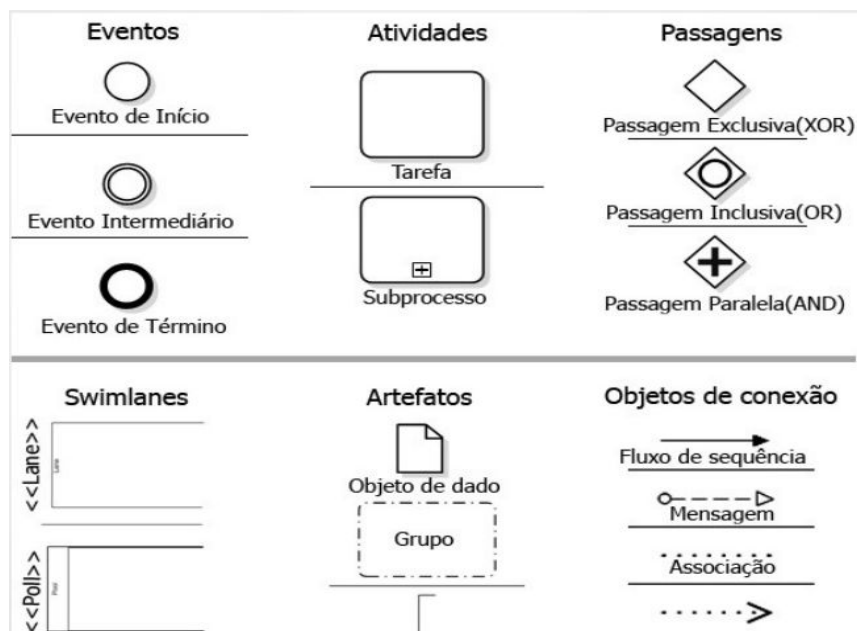 Eventos
Atividades
Passagens
Evento de Início
Tarefa
Passagem Exclusiva(XOR)
Evento Intermediário
Passagem Inclusiva(OR)
Evento de Término
Subprocesso
Passagem Paralela(AND)
Swimlanes
Artefatos
Objetos de conexão
<<Lane>>
Lane
Objeto de dado
Fluxo de sequência
Grupo
Mensagem
<<Poll>>
Pool
Associação